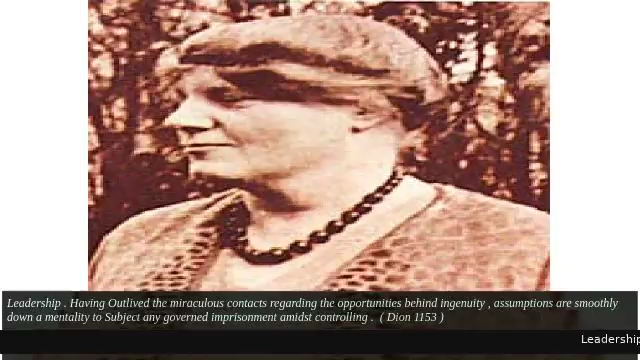 Leadership . Having Outlived the miraculous contacts regarding the opportunities behind ingenuity , assumptions are smoothly
down a mentality to Subject any governed imprisonment amidst controlling . ( Dion 1153 )
Leadership